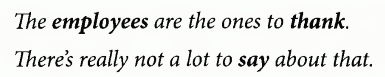 The employees are the ones to thank.
There's really not a lot to say about that.